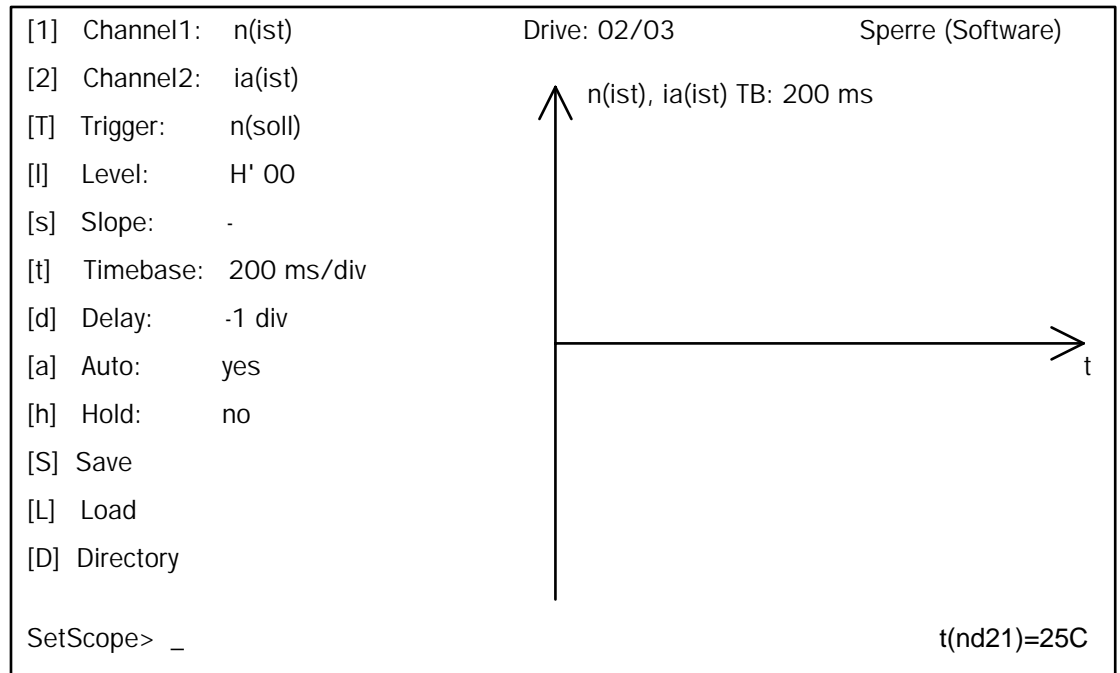 [1] Channel1: n(ist) Drive: 02/03 Sperre (Software)
[2] Channel2: ia(ist)
n(ist), ia(ist) TB: 200 ms
[T] Trigger: n(soll)
[l] Level: H' 00
[s] Slope: -
[t] Timebase: 200 ms/div
[d] Delay: -1 div
[a] Auto: yes
t
[h] Hold: no
[S] Save
[L] Load
[D] Directory
SetScope> _ t(nd21)=25C